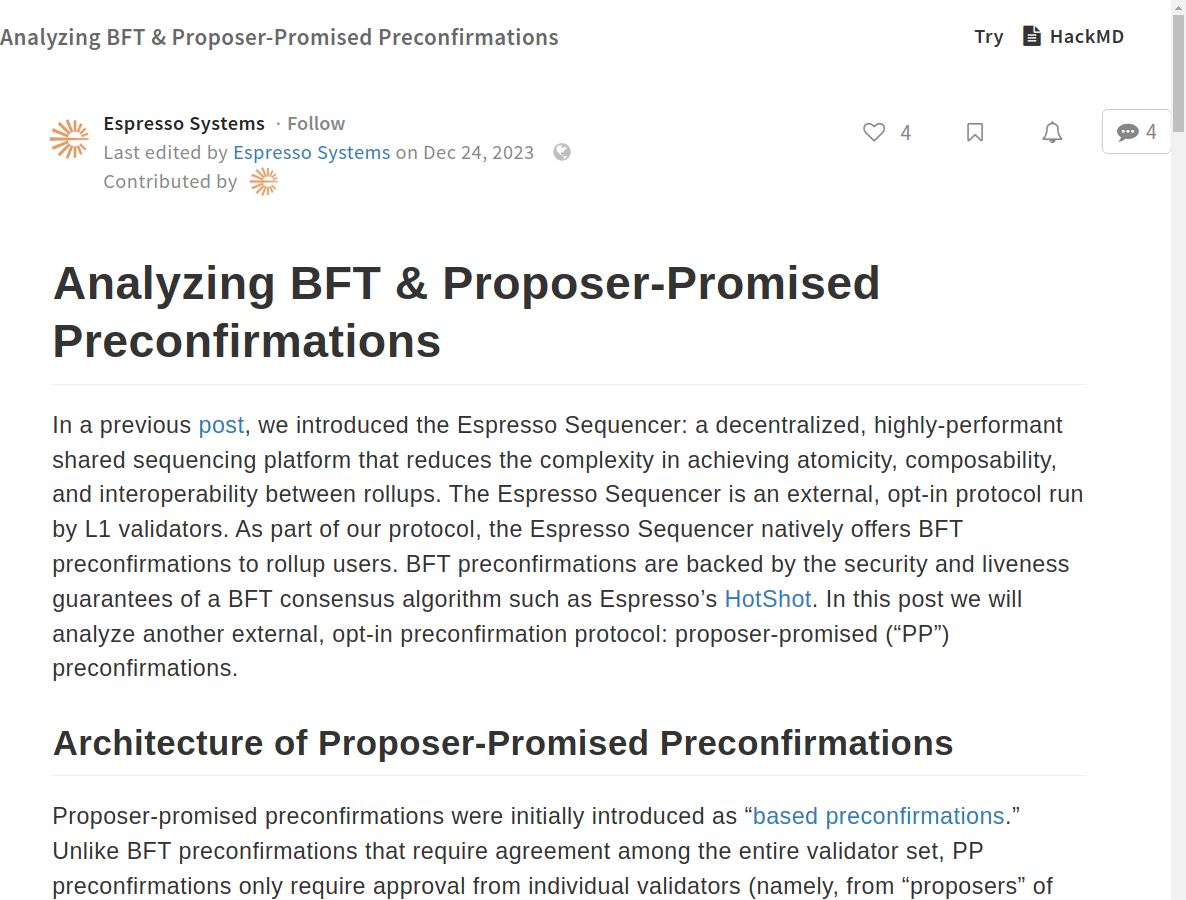 Analyzing BFT & Proposer-Promised Preconfirmations
Try HackMD
Espresso Systems · Follow
4
4
Last edited by Espresso Systems on Dec 24, 2023
Contributed by
Analyzing BFT & Proposer-Promised
Preconfirmations
In a previous post, we introduced the Espresso Sequencer: a decentralized, highly-performant
shared sequencing platform that reduces the complexity in achieving atomicity, composability,
and interoperability between rollups. The Espresso Sequencer is an external, opt-in protocol run
by L1 validators. As part of our protocol, the Espresso Sequencer natively offers BFT
preconfirmations to rollup users. BFT preconfirmations are backed by the security and liveness
guarantees of a BFT consensus algorithm such as Espresso’s HotShot. In this post we will
analyze another external, opt-in preconfirmation protocol: proposer-promised (“PP”)
preconfirmations.
Architecture of Proposer-Promised Preconfirmations
Proposer-promised preconfirmations were initially introduced as “based preconfirmations.”
Unlike BFT preconfirmations that require agreement among the entire validator set, PP
preconfirmations only require approval from individual validators (namely, from “proposers” of